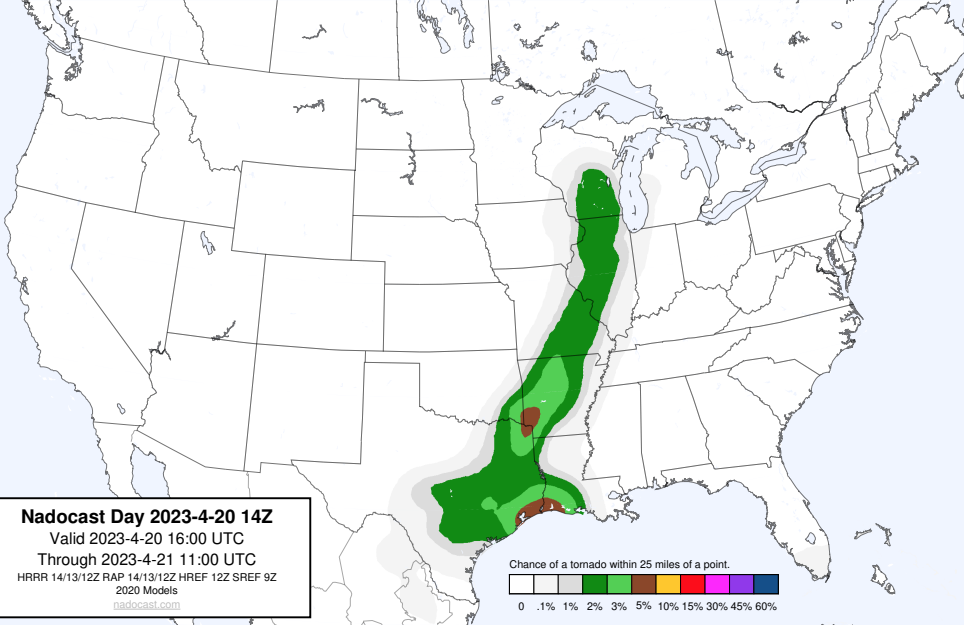 Nadocast Day 2023-4-20 14Z
Valid 2023-4-20 16:00 UTC
Through 2023-4-21 11:00 UTC
HRRR 14/13/12Z RAP 14/13/12Z HREF 12Z SREF 9Z
2020 Models
nadocast.com
Chance of a tornado within 25 miles of a point.
0 .1% 1% 2% 3% 5% 10% 15% 30% 45% 60%